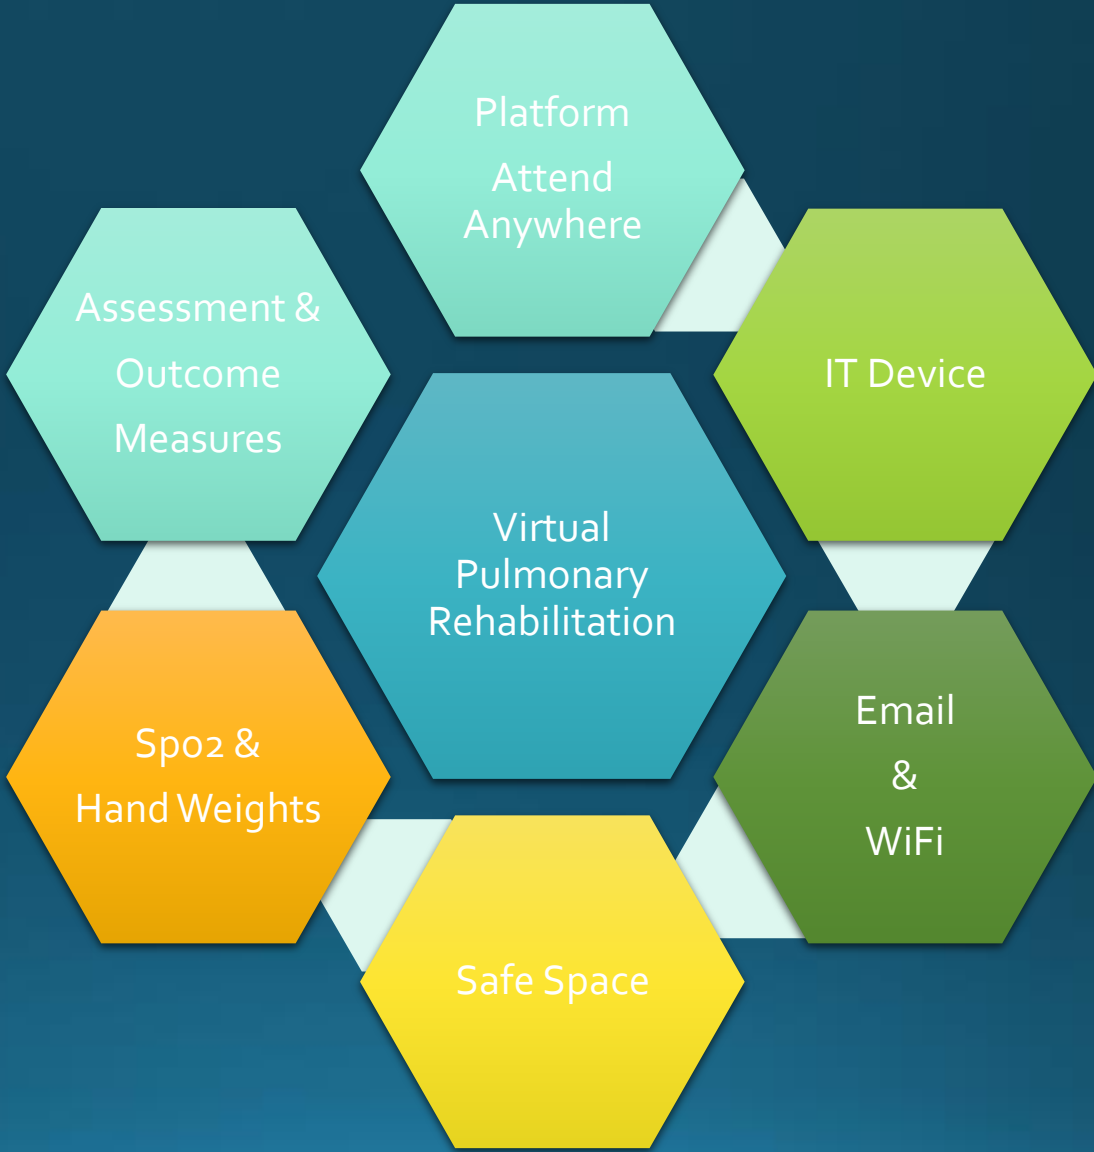 Platform
Attend
Anywhere
Assessment &
Outcome
Measures
IT Device
Virtual
Pulmonary
Rehabilitation
Spo2 &
Hand Weights
Email
&
WiFi
Safe Space